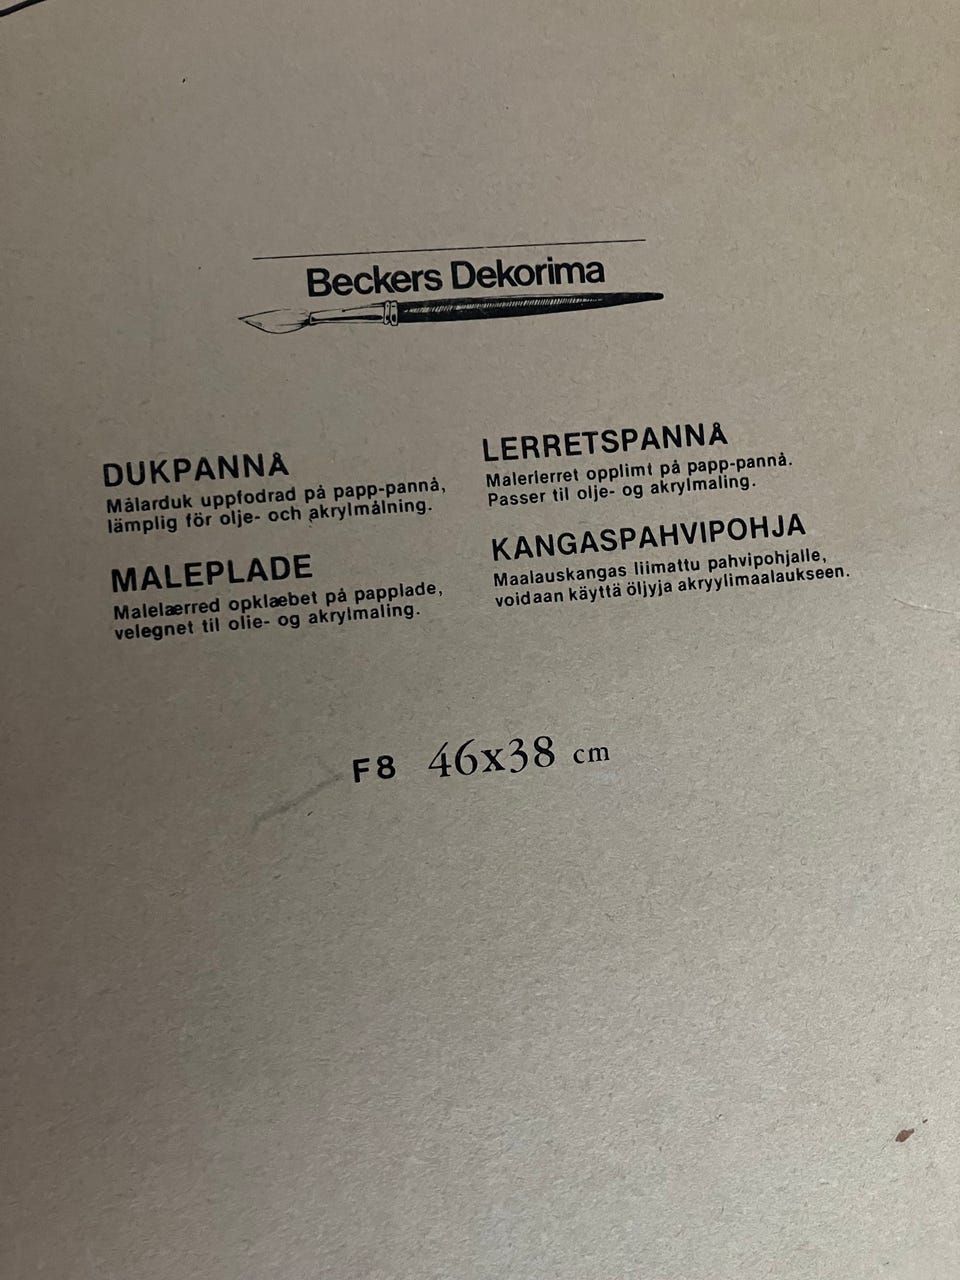 Beckers Dekorima
DUKPANNÅ
Målarduk uppfodrad på papp-pannå,
lämplig för olje- och akrylmålning.
MALEPLADE
Malelærred opklæbet på papplade,
velegnet til olie- og akrylmaling.
LERRETSPANNÅ
Malerlerret opplimt på papp-pannå.
Passer til olje- og akrylmaling.
KANGASPAHVIPOHJA
Maalauskangas liimattu pahvipohjalle,
voidaan käyttä öljyja akryylimaalaukseen.
F8 46x38 cm